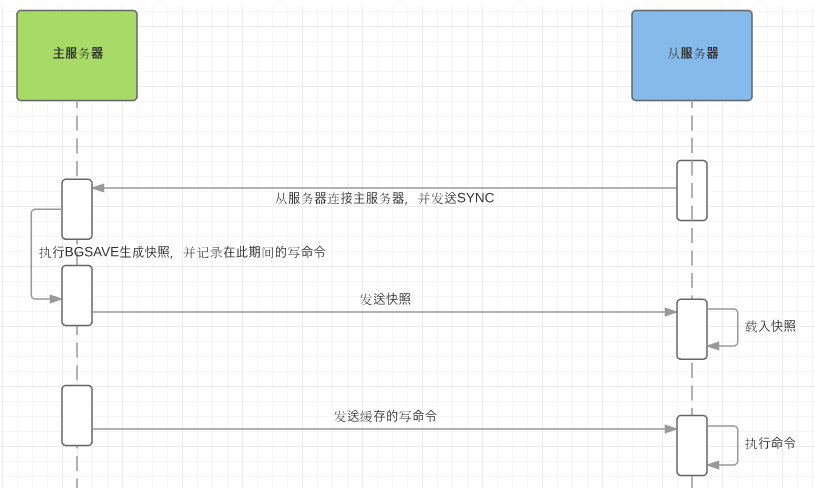 主服务器
从服务器
从服务器连接主服务器，并发送SYNC
执行BGSAVE生成快照，并记录在此期间的写命令
发送快照
载入快照
发送缓存的写命令
执行命令